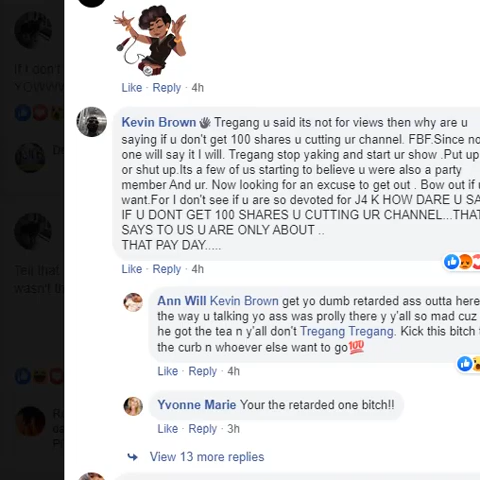 If I don't
YOWWW
Like · Reply · 4h
Kevin Brown Tregang u said its not for views then why are u
saying if u don't get 100 shares u cutting ur channel. FBF.Since no
one will say it I will. Tregang stop yaking and start ur show .Put up
or shut up.Its a few of us starting to believe u were also a party
member And ur. Now looking for an excuse to get out . Bow out if u
want.For I don't see if u are so devoted for J4 K HOW DARE U SA
IF U DONT GET 100 SHARES U CUTTING UR CHANNEL...THAT
SAYS TO US U ARE ONLY ABOUT ..
THAT PAY DAY.....
Like · Reply · 4h
Tell that
wasn't
Ann Will Kevin Brown get yo dumb retarded ass outta here
the way u talking yo ass was prolly there y y'all so mad cuz
he got the tea n y'all don't Tregang Tregang. Kick this bitch
the curb n whoever else want to go💯
Like · Reply · 4h
Yvonne Marie Your the retarded one bitch!!
Like · Reply · 3h
View 13 more replies